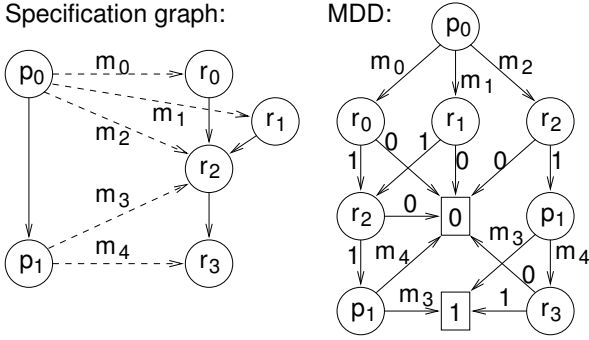 Specification graph: MDD:
p0
p0 m0 r0
m0 m1 m2
m1 r1
r0 r1 r2
m2
0 1
1 0 0 1
r2
m3
r2 0 0 p1
p1 m4 r3
1 m4 m3 m4
0
p1 m3 1 1 r3